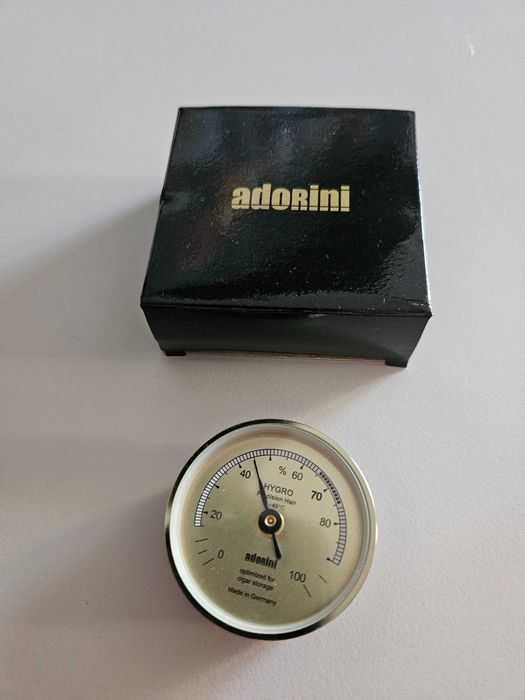 adorini
40 % 60
HYGRO
70
Precision Hair
-45°C
20 80
adorini
0 100
optimized for
cigar storage
Made in Germany